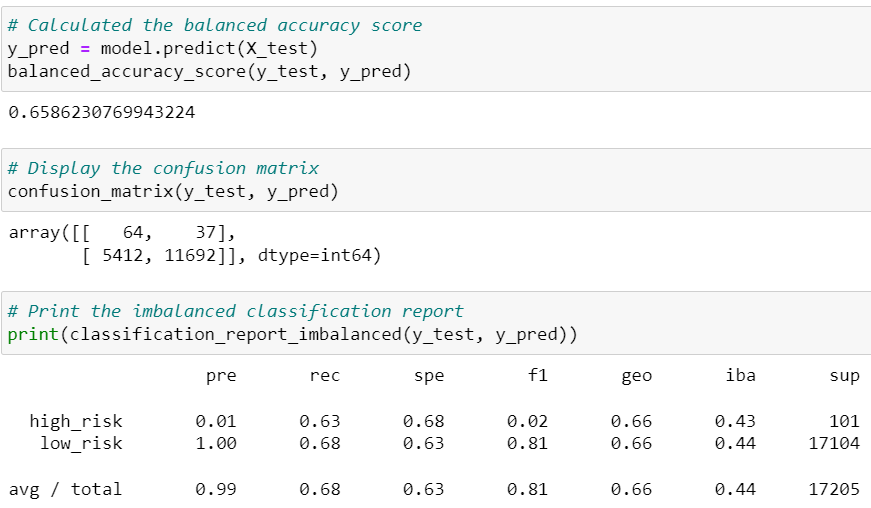 # Calculated the balanced accuracy score
y_pred = model.predict(X_test)
balanced_accuracy_score(y_test, y_pred)
0.6586230769943224
# Display the confusion matrix
confusion_matrix(y_test, y_pred)
array([[   64,    37],
       [ 5412, 11692]], dtype=int64)
# Print the imbalanced classification report
print(classification_report_imbalanced(y_test, y_pred))
pre rec spe f1 geo iba sup
high_risk 0.01 0.63 0.68 0.02 0.66 0.43 101
low_risk 1.00 0.68 0.63 0.81 0.66 0.44 17104
avg / total 0.99 0.68 0.63 0.81 0.66 0.44 17205